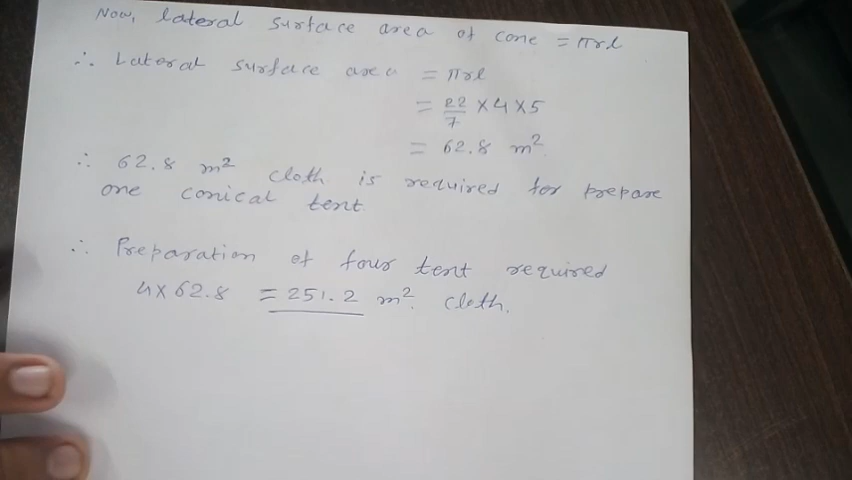 Now, lateral surface area of cone = πrl
∴ Lateral surface area = πrl
= 22/7 × 4 × 5
= 62.8 m²
∴ 62.8 m² cloth is required for prepare
one conical tent.
∴ Preparation of four tent required
4 × 62.8 = 251.2 m². cloth.